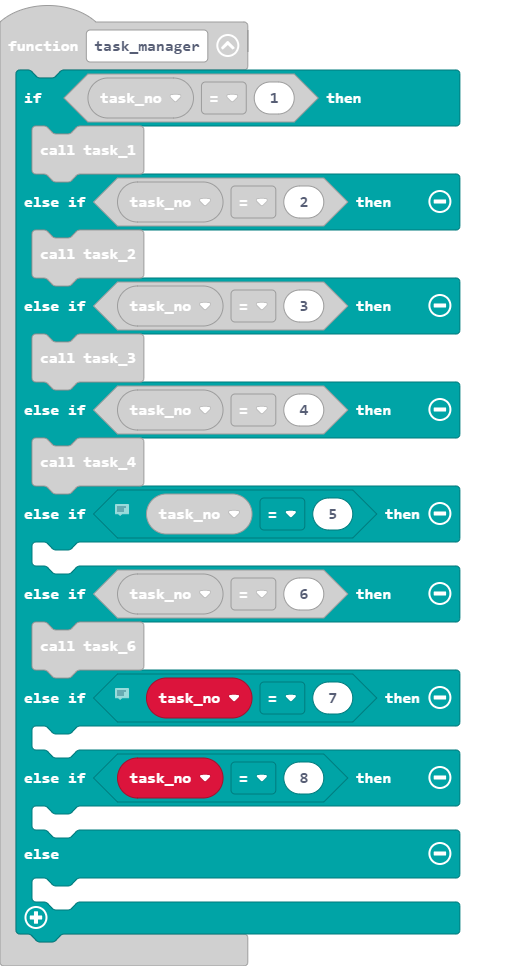 function task_manager
if task_no = 1 then
call task_1
else if task_no = 2 then
call task_2
else if task_no = 3 then
call task_3
else if task_no = 4 then
call task_4
else if task_no = 5 then
else if task_no = 6 then
call task_6
else if task_no = 7 then
else if task_no = 8 then
else